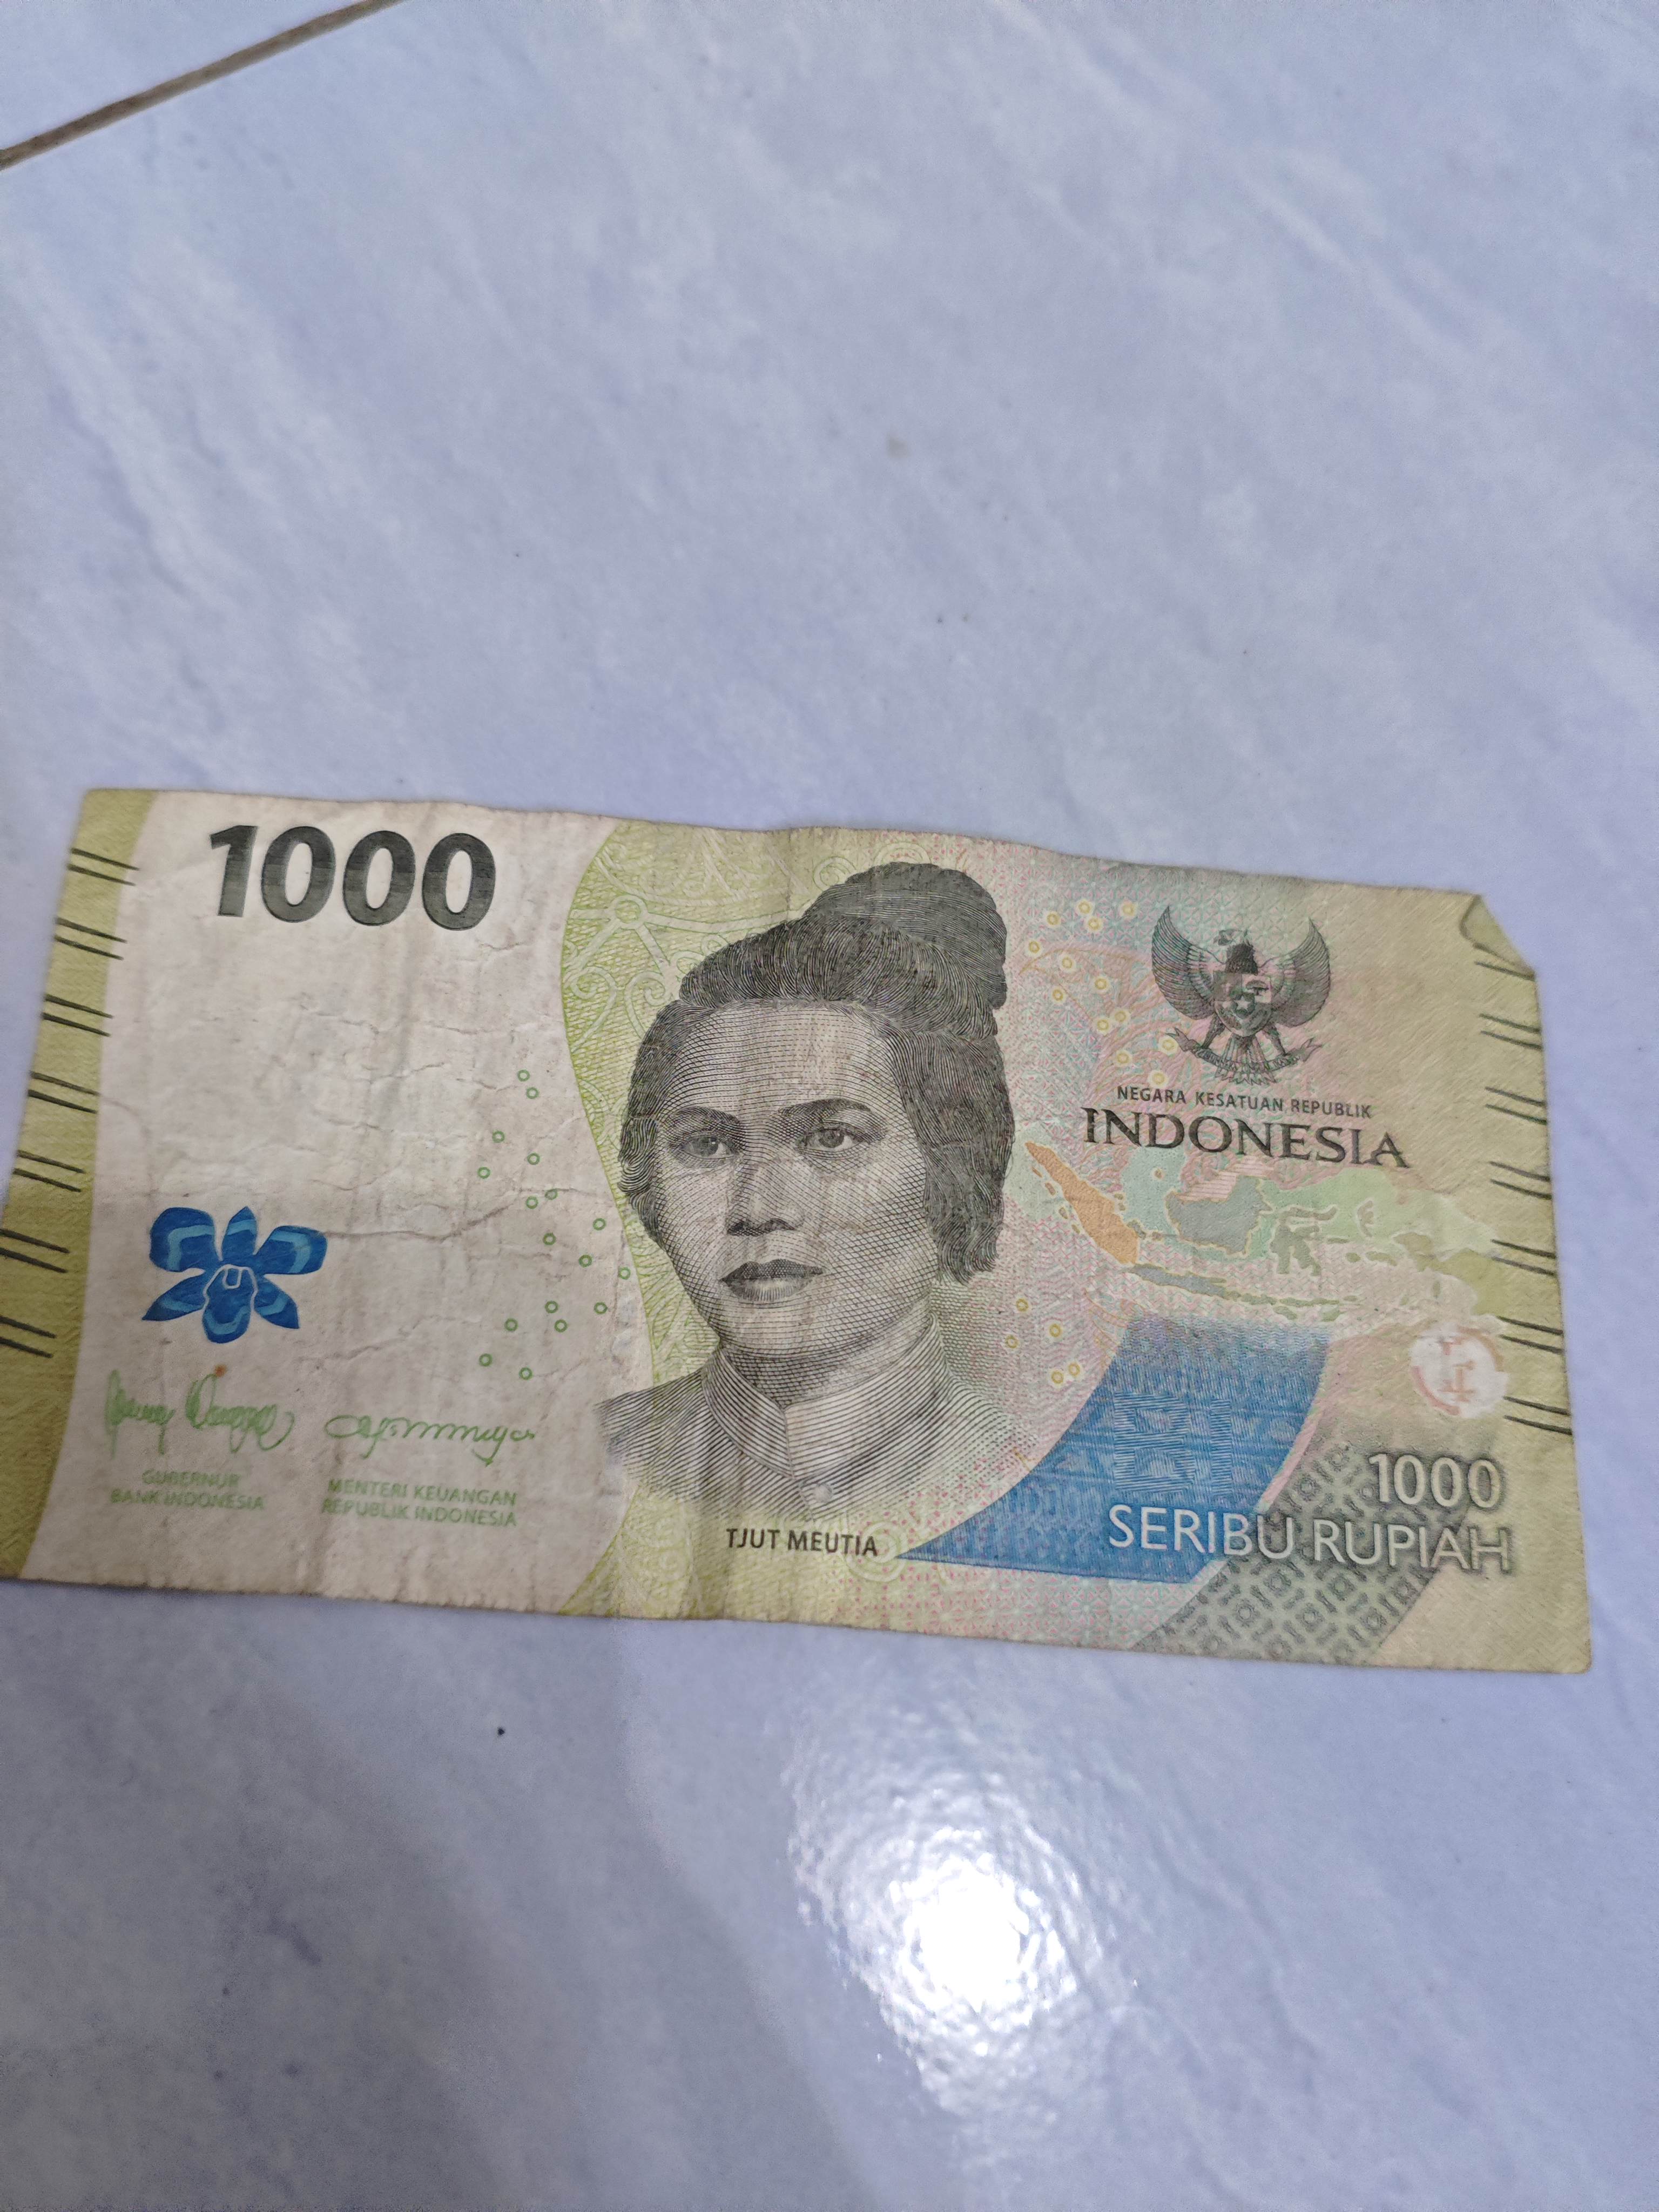 1000
NEGARA KESATUAN REPUBLIK
INDONESIA
GUBERNUR
BANK INDONESIA
MENTERI KEUANGAN
REPUBLIK INDONESIA
TJUT MEUTIA
1000
SERIBU RUPIAH